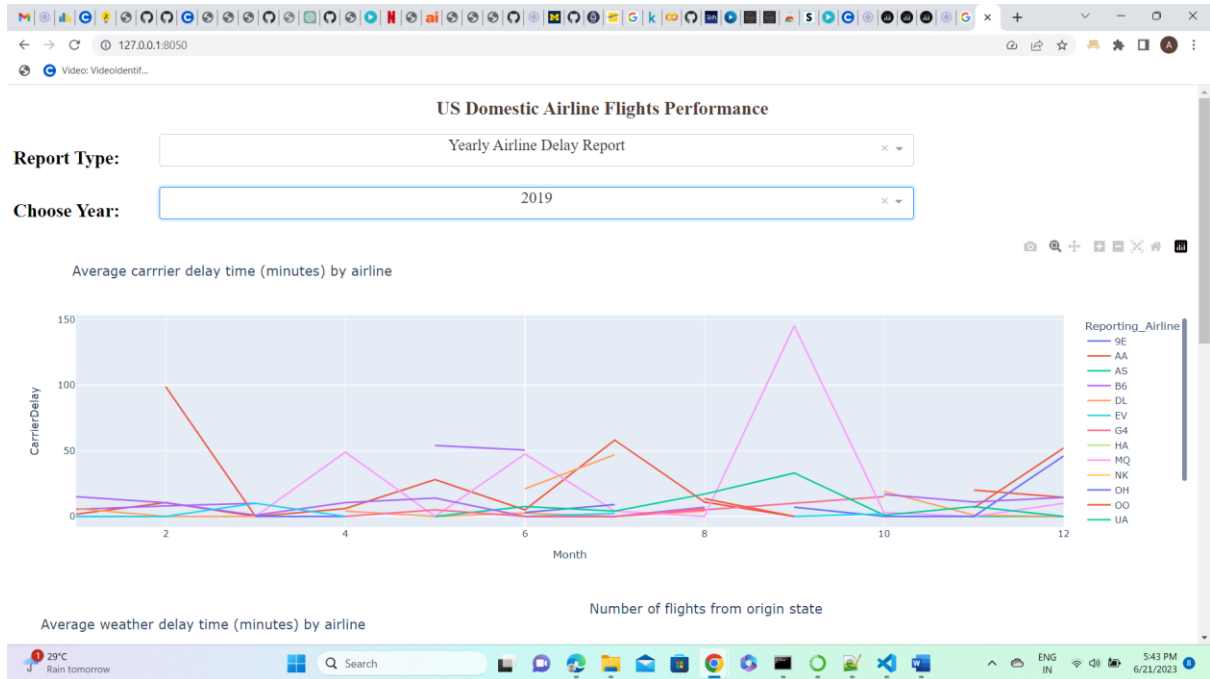 127.0.0.1:8050
Video: VideoIdentif...
US Domestic Airline Flights Performance
Report Type:
Yearly Airline Delay Report
Choose Year:
2019
Average carrrier delay time (minutes) by airline
150
100
50
0
CarrierDelay
2 4 6 8 10 12
Month
Reporting_Airline
9E
AA
AS
B6
DL
EV
G4
HA
MQ
NK
OH
OO
UA
Number of flights from origin state
Average weather delay time (minutes) by airline
1
29°C
Rain tomorrow
Search
ENG
IN
5:43 PM
6/21/2023
8